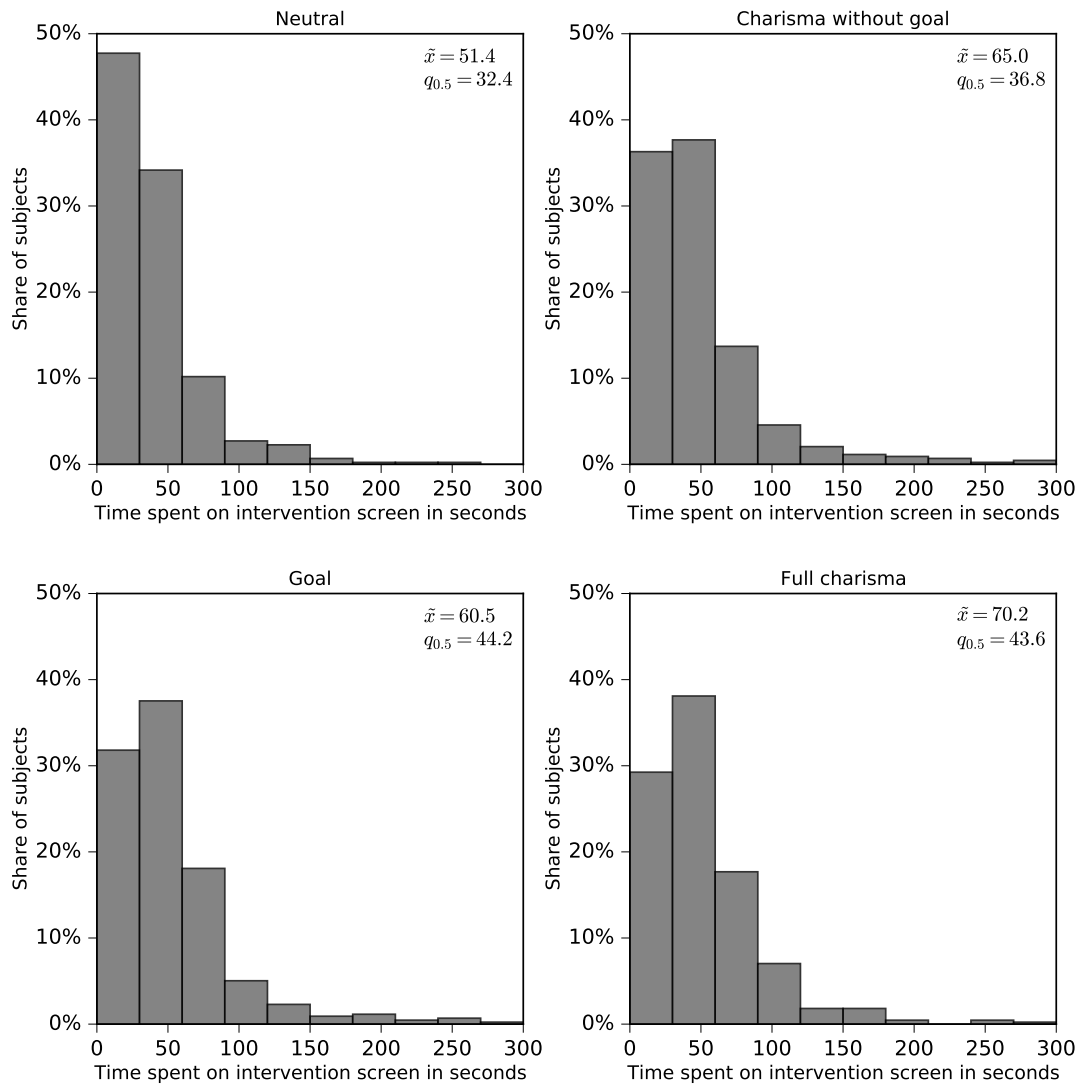 Neutral
x̃ = 51.4
q0.5 = 32.4
50%
40%
30%
20%
10%
0%
Share of subjects
0 50 100 150 200 250 300
Time spent on intervention screen in seconds
Charisma without goal
x̃ = 65.0
q0.5 = 36.8
50%
40%
30%
20%
10%
0%
Share of subjects
0 50 100 150 200 250 300
Time spent on intervention screen in seconds
Goal
x̃ = 60.5
q0.5 = 44.2
50%
40%
30%
20%
10%
0%
Share of subjects
0 50 100 150 200 250 300
Time spent on intervention screen in seconds
Full charisma
x̃ = 70.2
q0.5 = 43.6
50%
40%
30%
20%
10%
0%
Share of subjects
0 50 100 150 200 250 300
Time spent on intervention screen in seconds